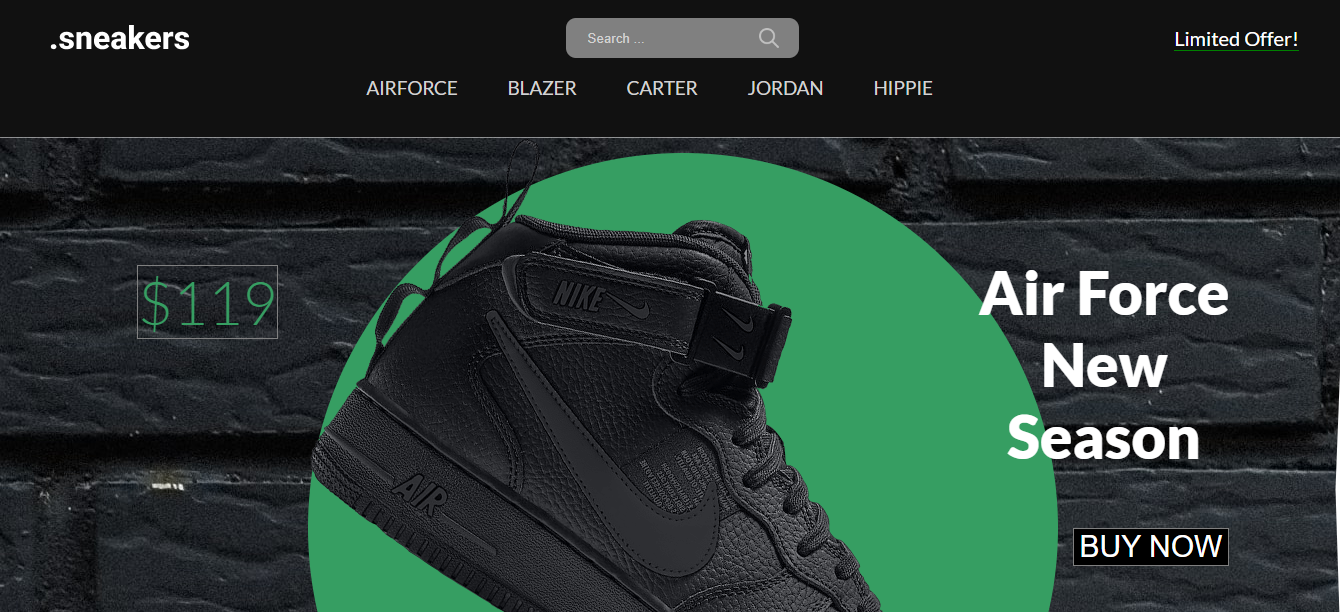 .sneakers
Search ...
Limited Offer!
AIRFORCE BLAZER CARTER JORDAN HIPPIE
$119
NIKE
AIR
Air Force
New
Season
BUY NOW